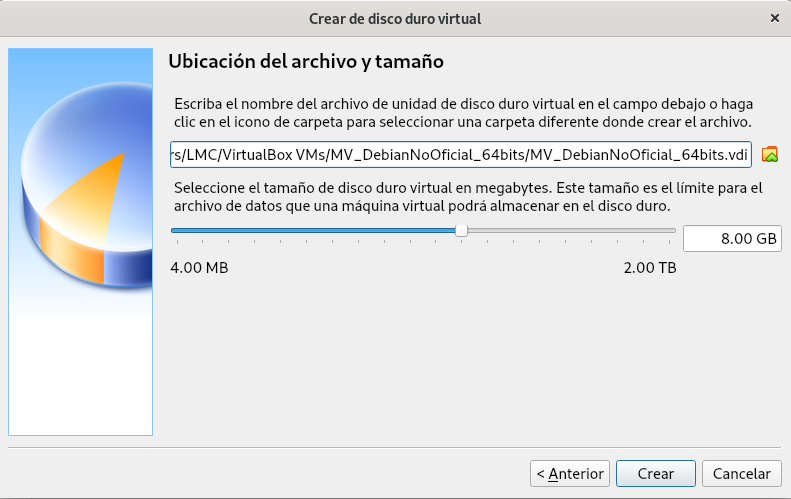 Crear de disco duro virtual
Ubicación del archivo y tamaño
Escriba el nombre del archivo de unidad de disco duro virtual en el campo debajo o haga
clic en el icono de carpeta para seleccionar una carpeta diferente donde crear el archivo.
rs/LMC/VirtualBox VMs/MV_DebianNoOficial_64bits/MV_DebianNoOficial_64bits.vdi
Seleccione el tamaño de disco duro virtual en megabytes. Este tamaño es el límite para el
archivo de datos que una máquina virtual podrá almacenar en el disco duro.
8.00 GB
4.00 MB 2.00 TB
< Anterior Crear Cancelar